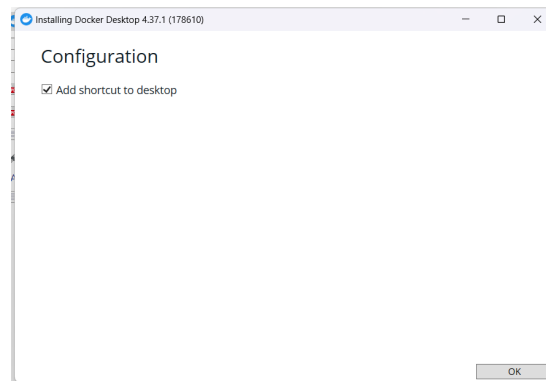 Installing Docker Desktop 4.37.1 (178610)
Configuration
Add shortcut to desktop
OK